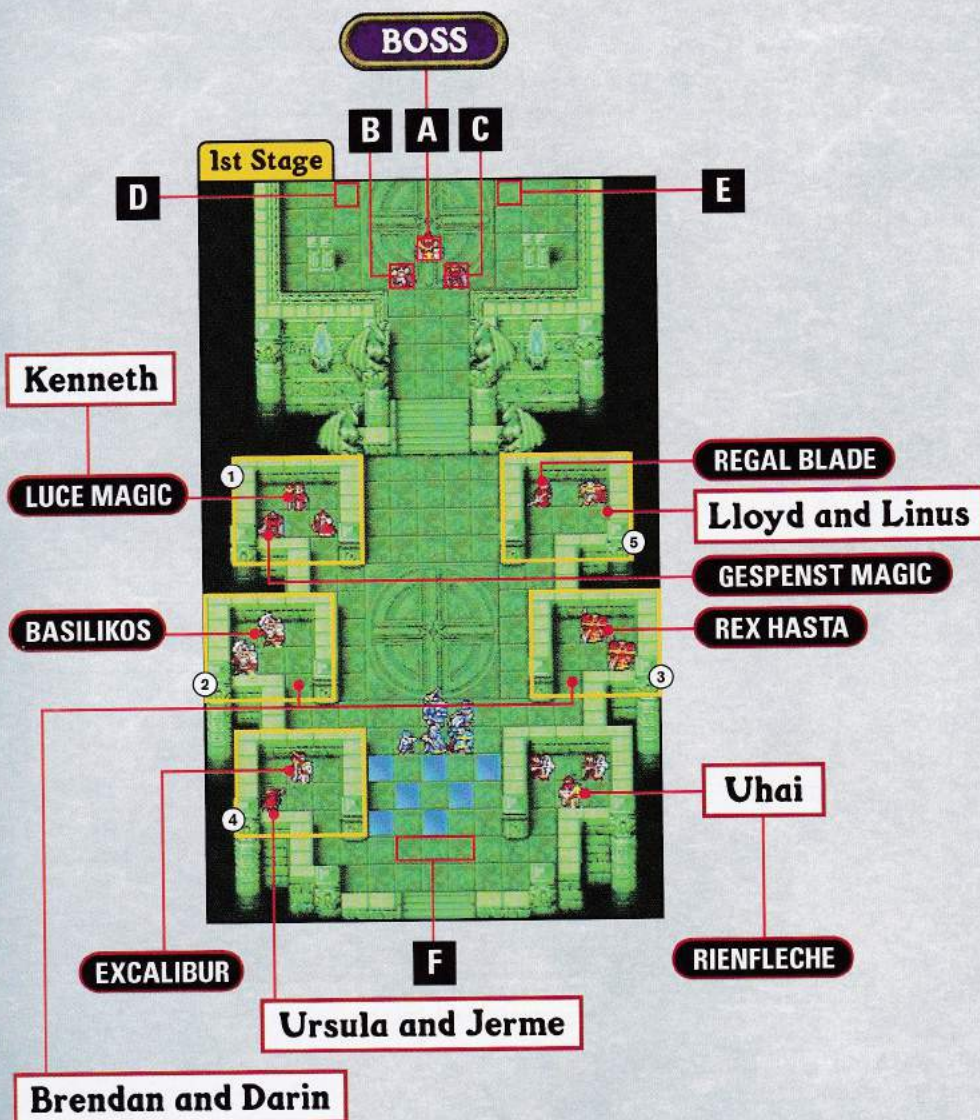 BOSS
B A C
1st Stage
D E
Kenneth
1
REGAL BLADE
LUCE MAGIC
Lloyd and Linus
5
GESPENST MAGIC
BASILIKOS
REX HASTA
2
3
Uhai
4
EXCALIBUR
F
RIENFLECHE
Ursula and Jerme
Brendan and Darin